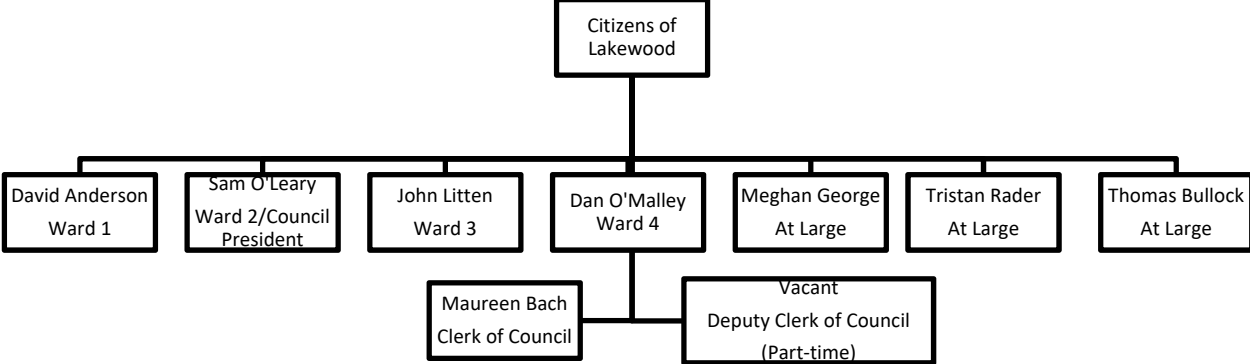 Citizens of
Lakewood
David Anderson
Ward 1
Sam O'Leary
Ward 2/Council
President
John Litten
Ward 3
Dan O'Malley
Ward 4
Meghan George
At Large
Tristan Rader
At Large
Thomas Bullock
At Large
Maureen Bach
Clerk of Council
Vacant
Deputy Clerk of Council
(Part-time)